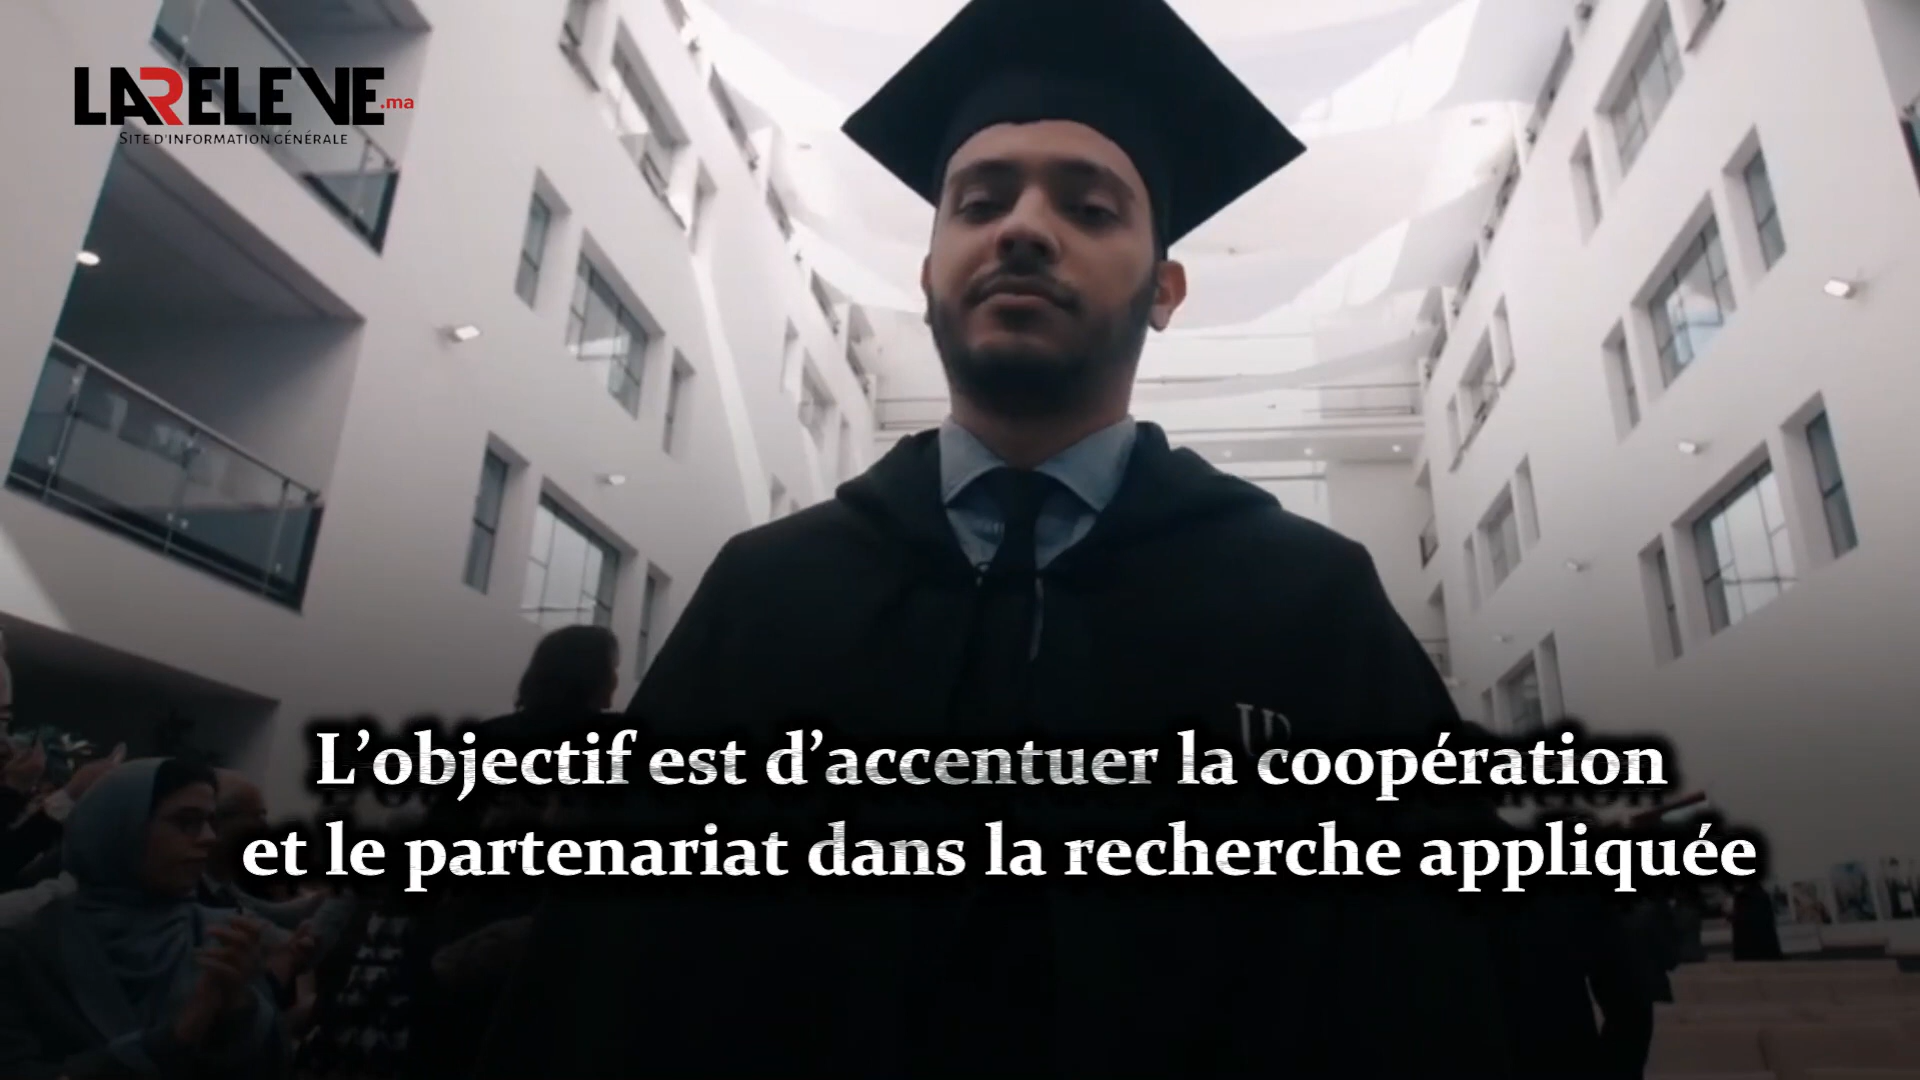 LARELEVE.ma
SITE D'INFORMATION GÉNÉRALE
L'objectif est d'accentuer la coopération
et le partenariat dans la recherche appliquée